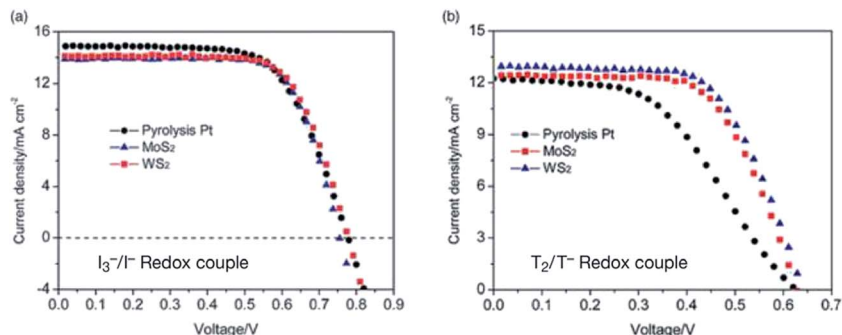 (a)
16
12
8
4
0
-4
Current density/mA cm⁻²
Pyrolysis Pt
MoS₂
WS₂
I₃⁻/I⁻ Redox couple
0.0 0.1 0.2 0.3 0.4 0.5 0.6 0.7 0.8 0.9
Voltage/V
(b)
15
12
9
6
3
0
Current density/mA cm⁻²
Pyrolysis Pt
MoS₂
WS₂
T₂/T⁻ Redox couple
0.0 0.1 0.2 0.3 0.4 0.5 0.6 0.7
Voltage/V